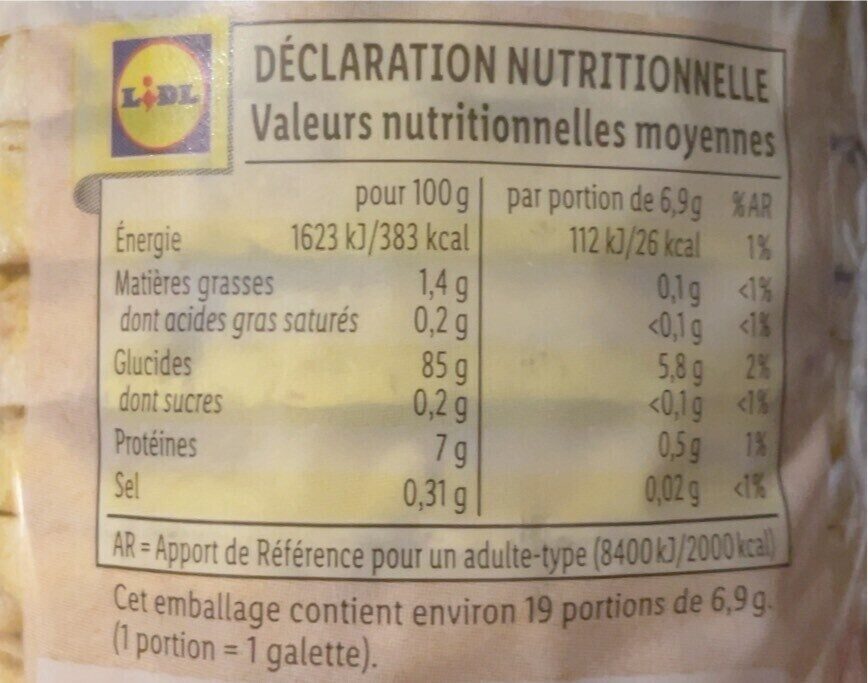 LIDL
DÉCLARATION NUTRITIONNELLE
Valeurs nutritionnelles moyennes
pour 100 g par portion de 6,9 g %AR
Énergie 1623 kJ/383 kcal 112 kJ/26 kcal 1%
Matières grasses 1,4 g 0,1 g <1%
dont acides gras saturés 0,2 g <0,1 g <1%
Glucides 85 g 5,8 g 2%
dont sucres 0,2 g <0,1 g <1%
Protéines 7 g 0,5 g 1%
Sel 0,31 g 0,02 g <1%
AR = Apport de Référence pour un adulte-type (8400 kJ/2000 kcal)
Cet emballage contient environ 19 portions de 6,9 g.
(1 portion = 1 galette).